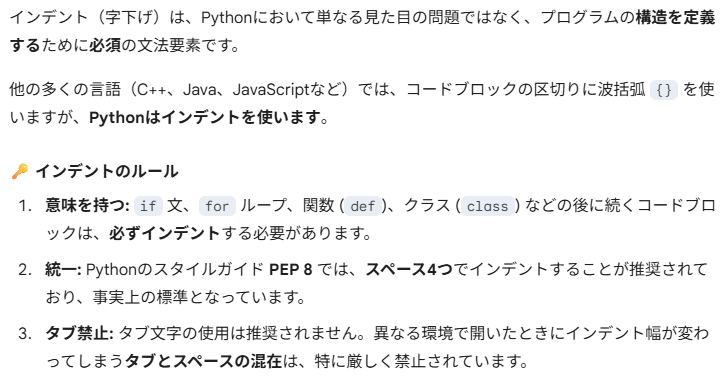 インデント（字下げ）は、Pythonにおいて単なる見た目の問題ではなく、プログラムの構造を定義
するために必須の文法要素です。
他の多くの言語（C++、Java、JavaScriptなど）では、コードブロックの区切りに波括弧 {} を使
いますが、Pythonはインデントを使います。
🔑 インデントのルール
1. 意味を持つ: if 文、for ループ、関数 (def)、クラス (class) などの後に続くコードブロ
ックは、必ずインデントする必要があります。
2. 統一: Pythonのスタイルガイド PEP 8 では、スペース4つでインデントすることが推奨されて
おり、事実上の標準となっています。
3. タブ禁止: タブ文字の使用は推奨されません。異なる環境で開いたときにインデント幅が変わ
ってしまうタブとスペースの混在は、特に厳しく禁止されています。